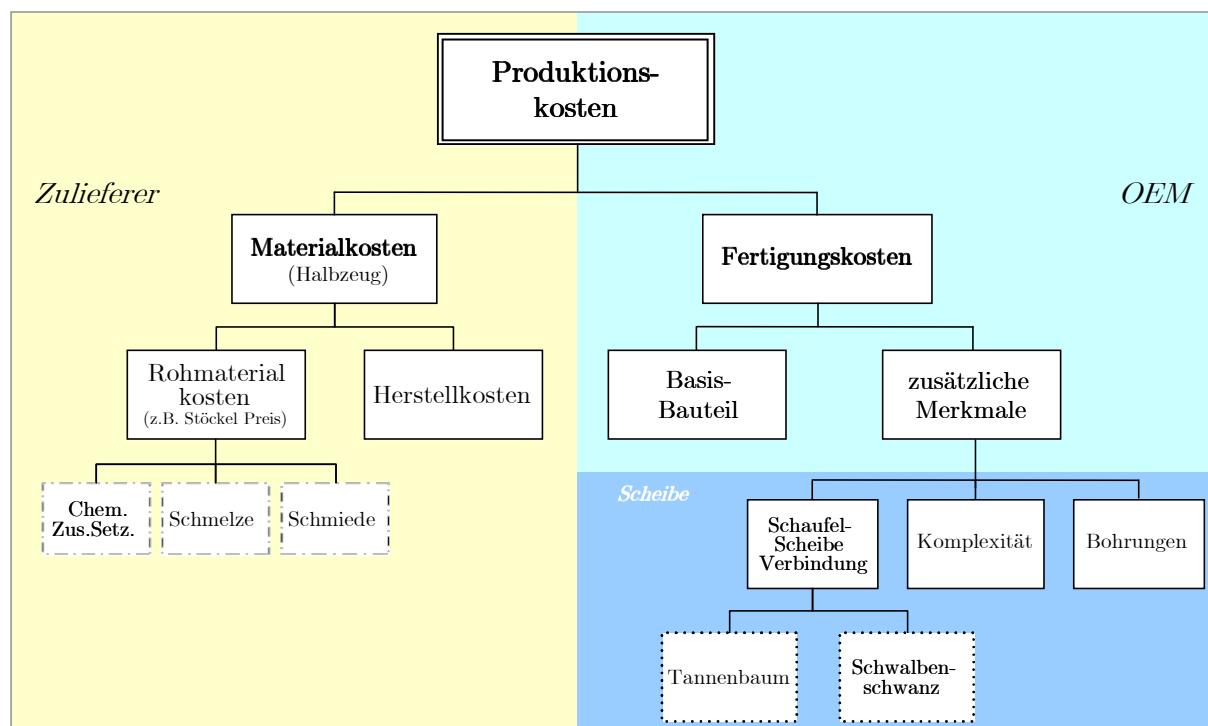 Produktions-
kosten
Zulieferer
OEM
Materialkosten
(Halbzeug)
Fertigungskosten
Rohmaterial
kosten
(z.B. Stöckel Preis)
Herstellkosten
Basis-
Bauteil
zusätzliche
Merkmale
Chem.
Zus.Setz.
Schmelze
Schmiede
Scheibe
Schaufel-
Scheibe
Verbindung
Komplexität
Bohrungen
Tannenbaum
Schwalben-
schwanz